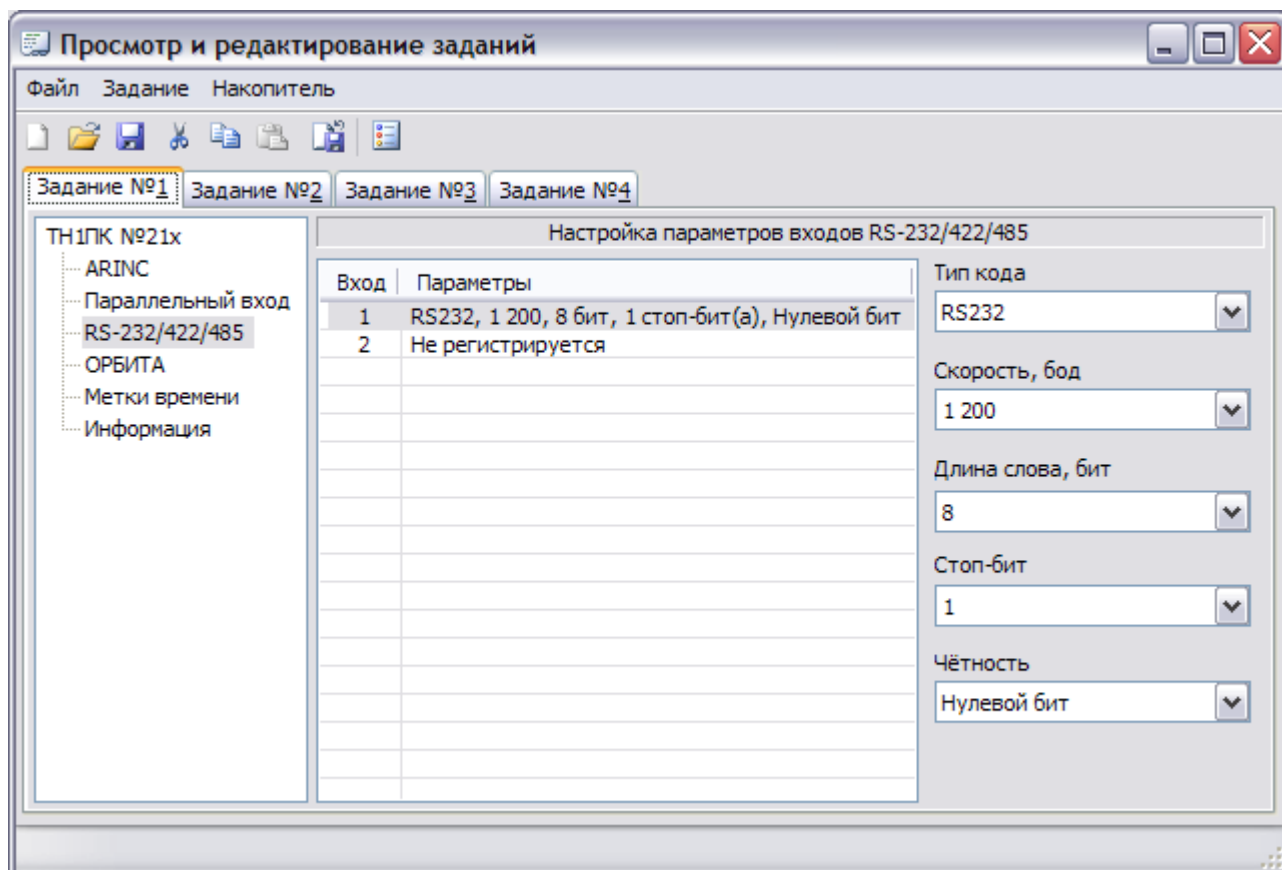 Просмотр и редактирование заданий
Файл Задание Накопитель
Задание №1 Задание №2 Задание №3 Задание №4
ТН1ПК №21х
ARINC
Параллельный вход
RS-232/422/485
ОРБИТА
Метки времени
Информация
Настройка параметров входов RS-232/422/485
Вход Параметры
1 RS232, 1 200, 8 бит, 1 стоп-бит(а), Нулевой бит
2 Не регистрируется
Тип кода
RS232
Скорость, бод
1 200
Длина слова, бит
8
Стоп-бит
1
Чётность
Нулевой бит